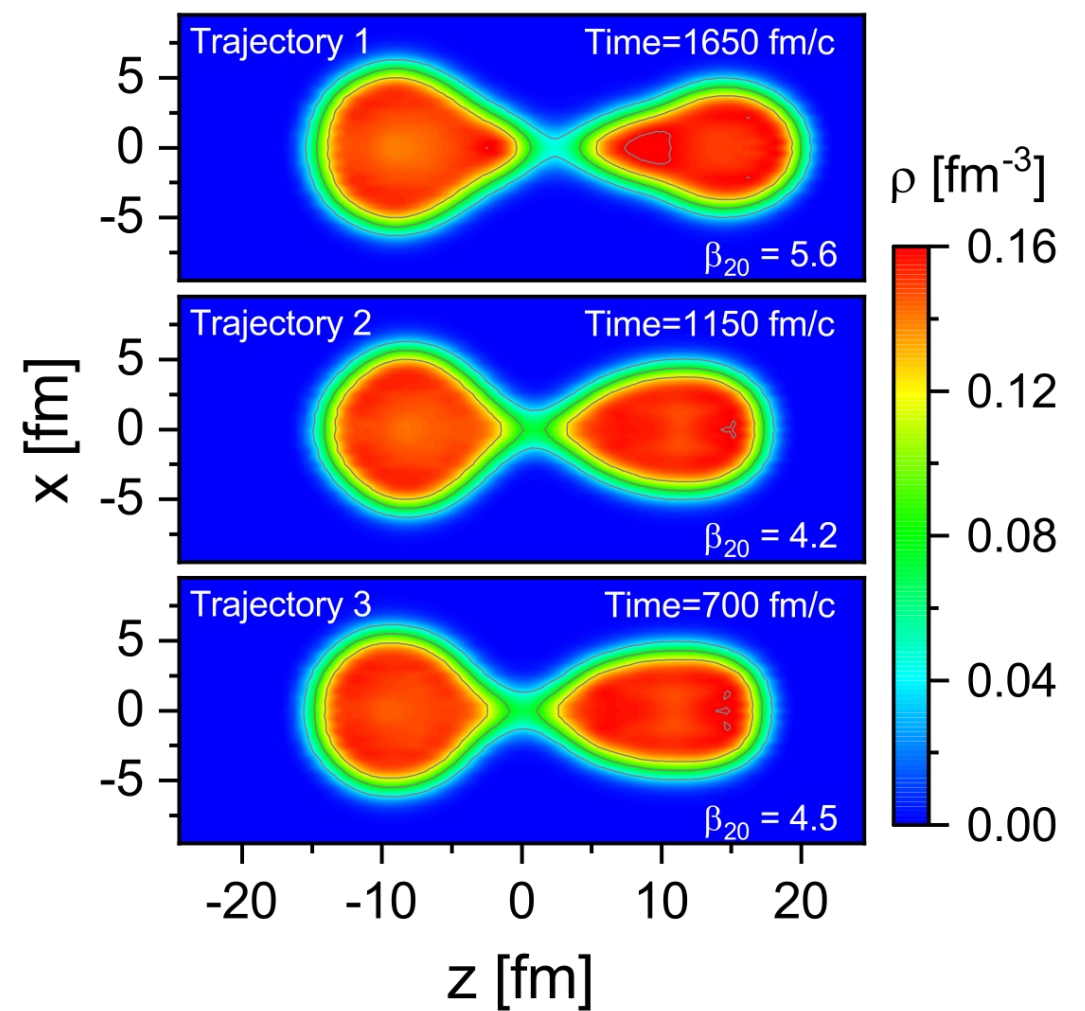 Trajectory 1 Time=1650 fm/c
5
0
-5
β20 = 5.6
Trajectory 2 Time=1150 fm/c
5
0
-5
β20 = 4.2
Trajectory 3 Time=700 fm/c
5
0
-5
β20 = 4.5
x [fm]
-20 -10 0 10 20
z [fm]
ρ [fm-3]
0.16
0.12
0.08
0.04
0.00